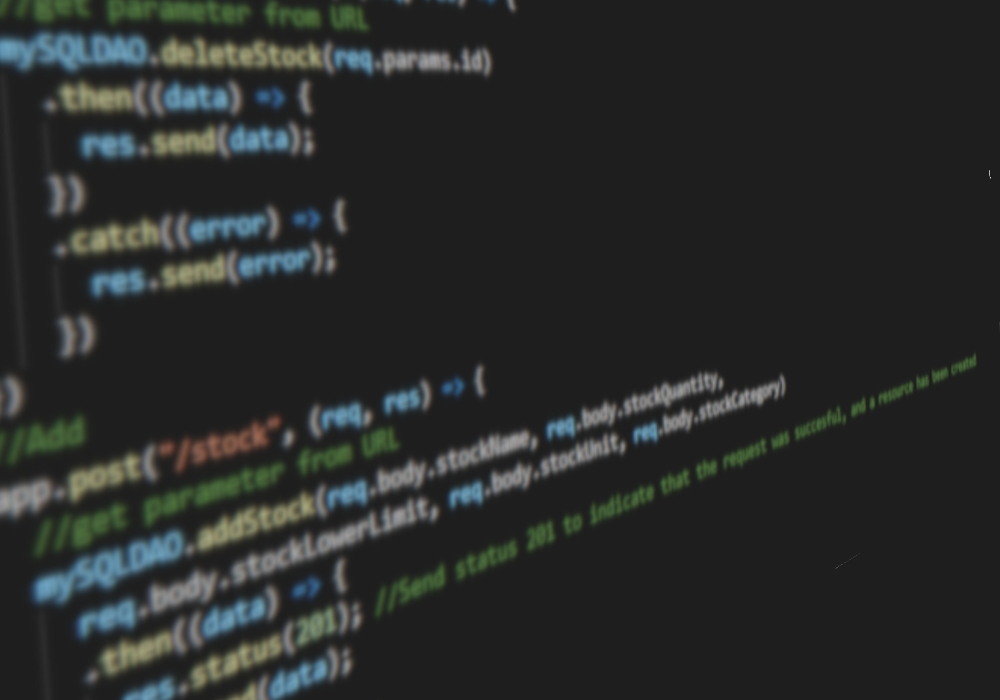 //get parameter from URL
mySQLDAO.deleteStock(req.params.id)
.then((data) => {
res.send(data);
})
.catch((error) => {
res.send(error);
})
})
//Add
app.post("/stock", (req, res) => {
//get parameter from URL
mySQLDAO.addStock(req.body.stockName, req.body.stockQuantity,
req.body.stockLowerLimit, req.body.stockUnit, req.body.stockCategory)
.then((data) => {
res.status(201); //Send status 201 to indicate that the request was succesful, and a resource has been created
(data);